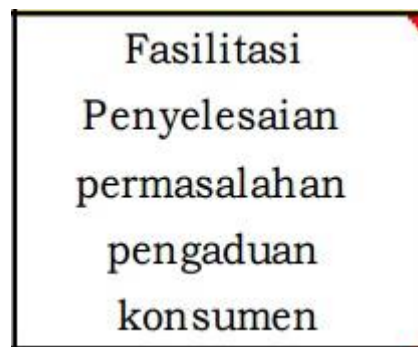 Fasilitasi
Penyelesaian
permasalahan
pengaduan
konsumen